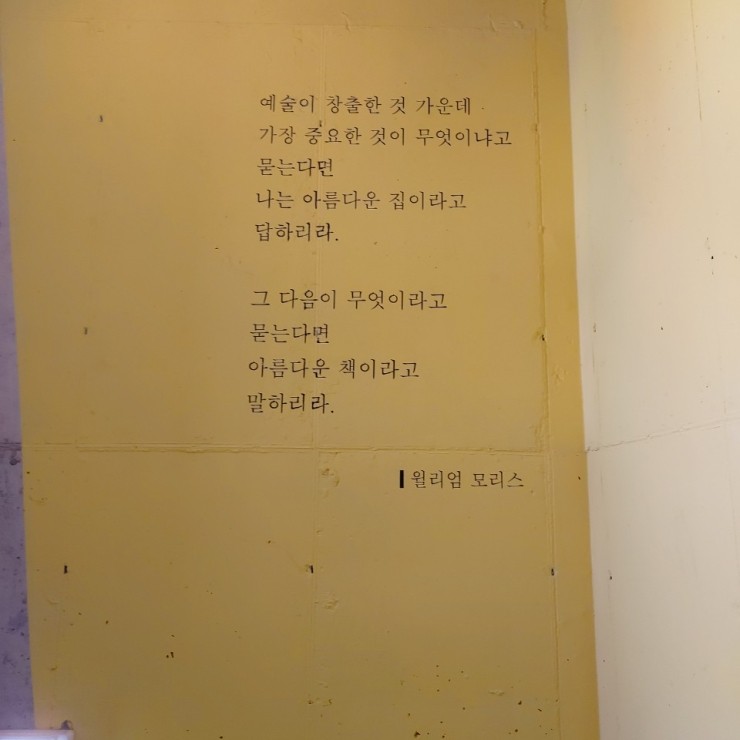 예술이 창출한 것 가운데
가장 중요한 것이 무엇이냐고
묻는다면
나는 아름다운 집이라고
답하리라.
그 다음이 무엇이라고
묻는다면
아름다운 책이라고
말하리라.
윌리엄 모리스